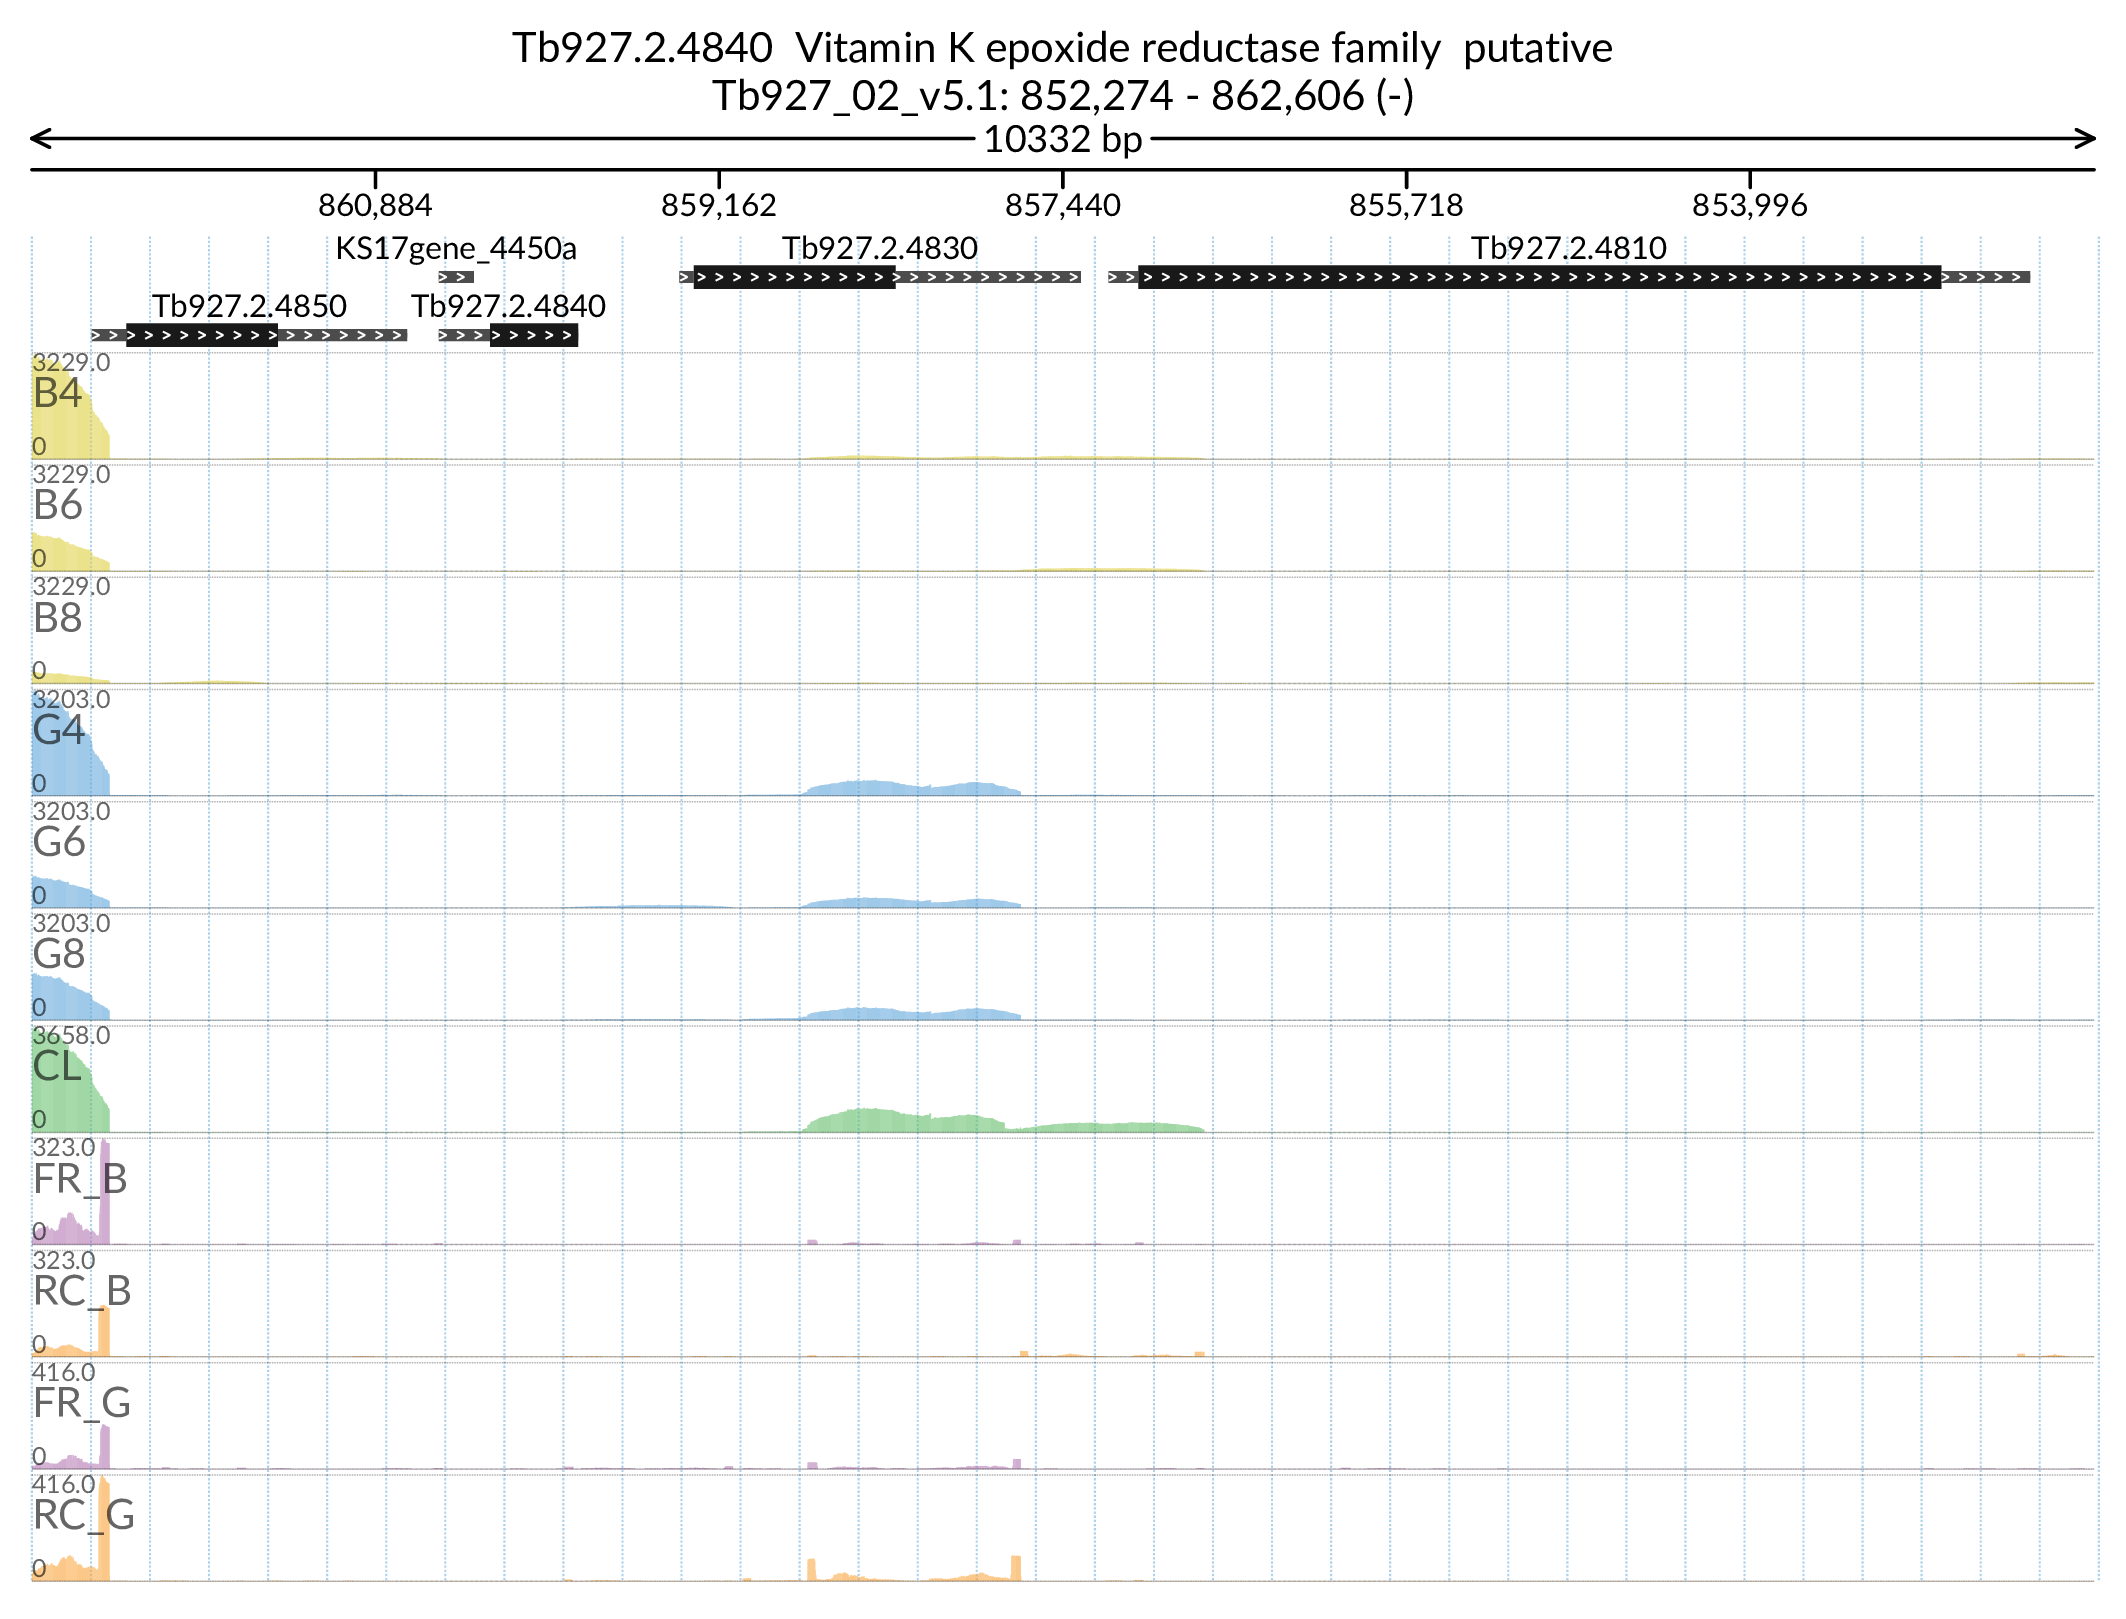 Tb927.2.4840  Vitamin K epoxide reductase family  putative
Tb927_02_v5.1: 852,274 - 862,606 (-)
10332 bp
860,884 859,162 857,440 855,718 853,996
KS17gene_4450a Tb927.2.4830 Tb927.2.4810
Tb927.2.4850 Tb927.2.4840
3229.0
B4
0
3229.0
B6
0
3229.0
B8
0
3203.0
G4
0
3203.0
G6
0
3203.0
G8
0
3658.0
CL
0
323.0
FR_B
0
323.0
RC_B
0
416.0
FR_G
0
416.0
RC_G
0